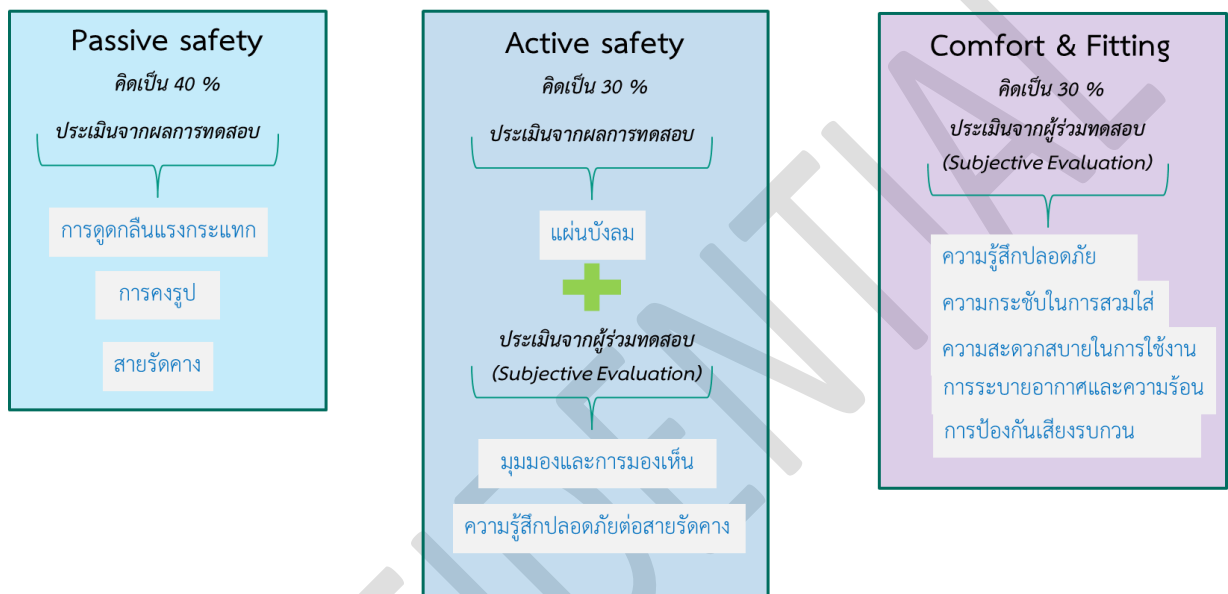 Passive safety
คิดเป็น 40 %
ประเมินจากผลการทดสอบ
การดูดกลืนแรงกระแทก
การคงรูป
สายรัดคาง
Active safety
คิดเป็น 30 %
ประเมินจากผลการทดสอบ
แผ่นบังลม
ประเมินจากผู้ร่วมทดสอบ
(Subjective Evaluation)
มุมมองและการมองเห็น
ความรู้สึกปลอดภัยต่อสายรัดคาง
Comfort & Fitting
คิดเป็น 30 %
ประเมินจากผู้ร่วมทดสอบ
(Subjective Evaluation)
ความรู้สึกปลอดภัย
ความกระชับในการสวมใส่
ความสะดวกสบายในการใช้งาน
การระบายอากาศและความร้อน
การป้องกันเสียงรบกวน
FIDENTIAL